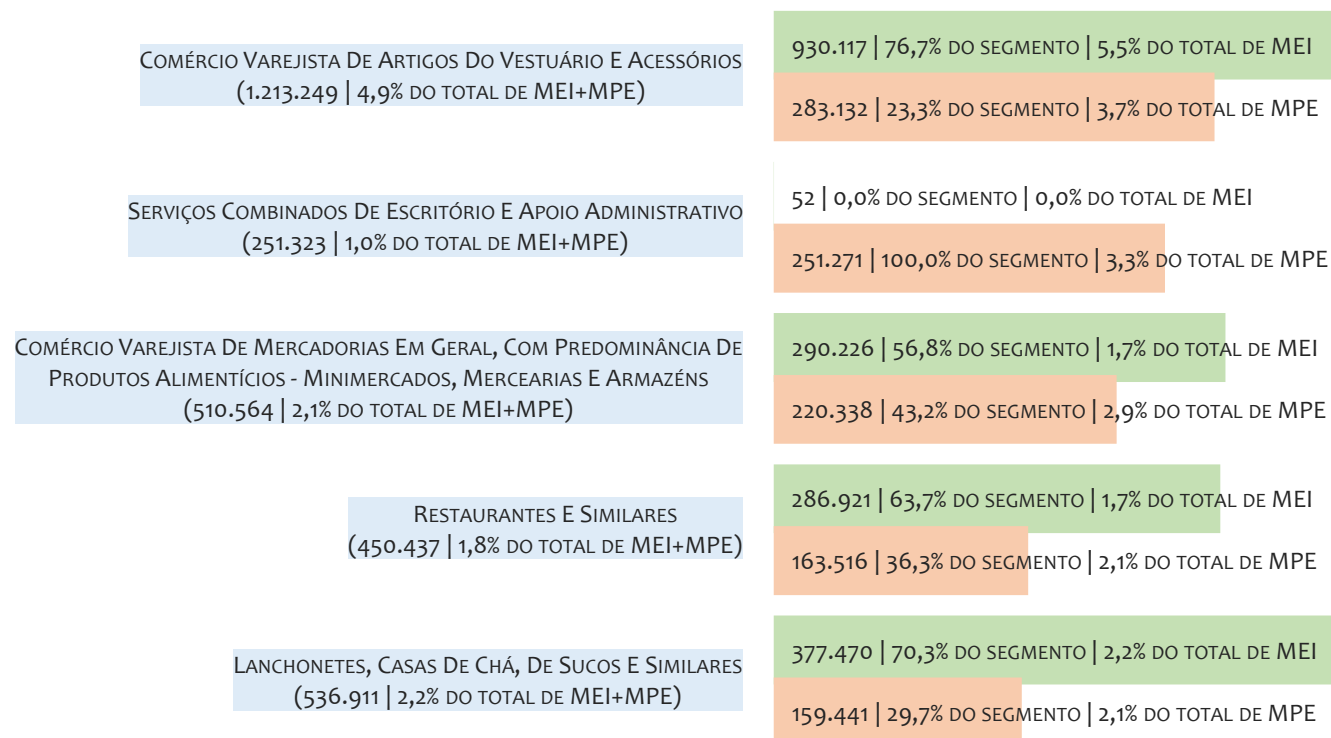 Comércio Varejista De Artigos Do Vestuário E Acessórios
(1.213.249 | 4,9% do total de MEI+MPE)
930.117 | 76,7% do segmento | 5,5% do total de MEI
283.132 | 23,3% do segmento | 3,7% do total de MPE
Serviços Combinados De Escritório E Apoio Administrativo
(251.323 | 1,0% do total de MEI+MPE)
52 | 0,0% do segmento | 0,0% do total de MEI
251.271 | 100,0% do segmento | 3,3% do total de MPE
Comércio Varejista De Mercadorias Em Geral, Com Predominância De
Produtos Alimentícios - Minimercados, Mercearias E Armazéns
(510.564 | 2,1% do total de MEI+MPE)
290.226 | 56,8% do segmento | 1,7% do total de MEI
220.338 | 43,2% do segmento | 2,9% do total de MPE
Restaurantes E Similares
(450.437 | 1,8% do total de MEI+MPE)
286.921 | 63,7% do segmento | 1,7% do total de MEI
163.516 | 36,3% do segmento | 2,1% do total de MPE
Lanchonetes, Casas De Chá, De Sucos E Similares
(536.911 | 2,2% do total de MEI+MPE)
377.470 | 70,3% do segmento | 2,2% do total de MEI
159.441 | 29,7% do segmento | 2,1% do total de MPE